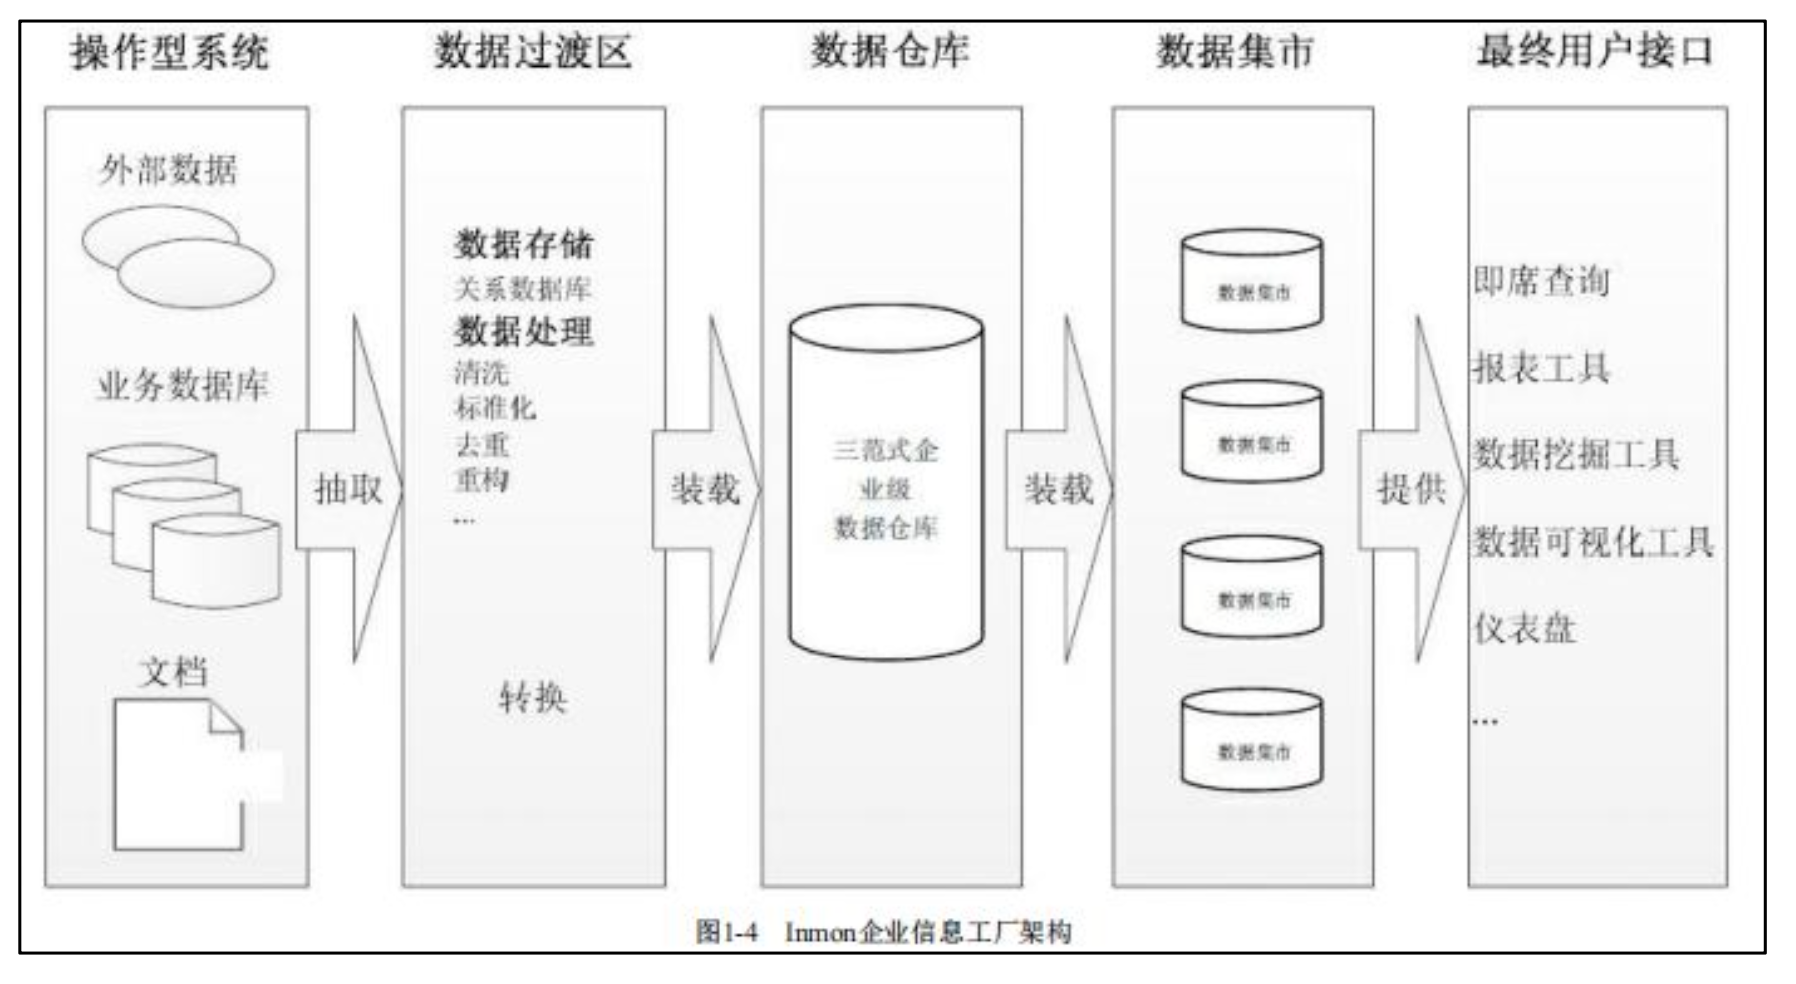 操作型系统
数据过渡区
数据仓库
数据集市
最终用户接口
外部数据
业务数据库
文档
抽取
数据存储
关系数据库
数据处理
清洗
标准化
去重
重构
...
转换
装载
三范式企
业级
数据仓库
装载
数据集市
数据集市
数据集市
数据集市
提供
即席查询
报表工具
数据挖掘工具
数据可视化工具
仪表盘
...
图1-4 Inmon企业信息工厂架构